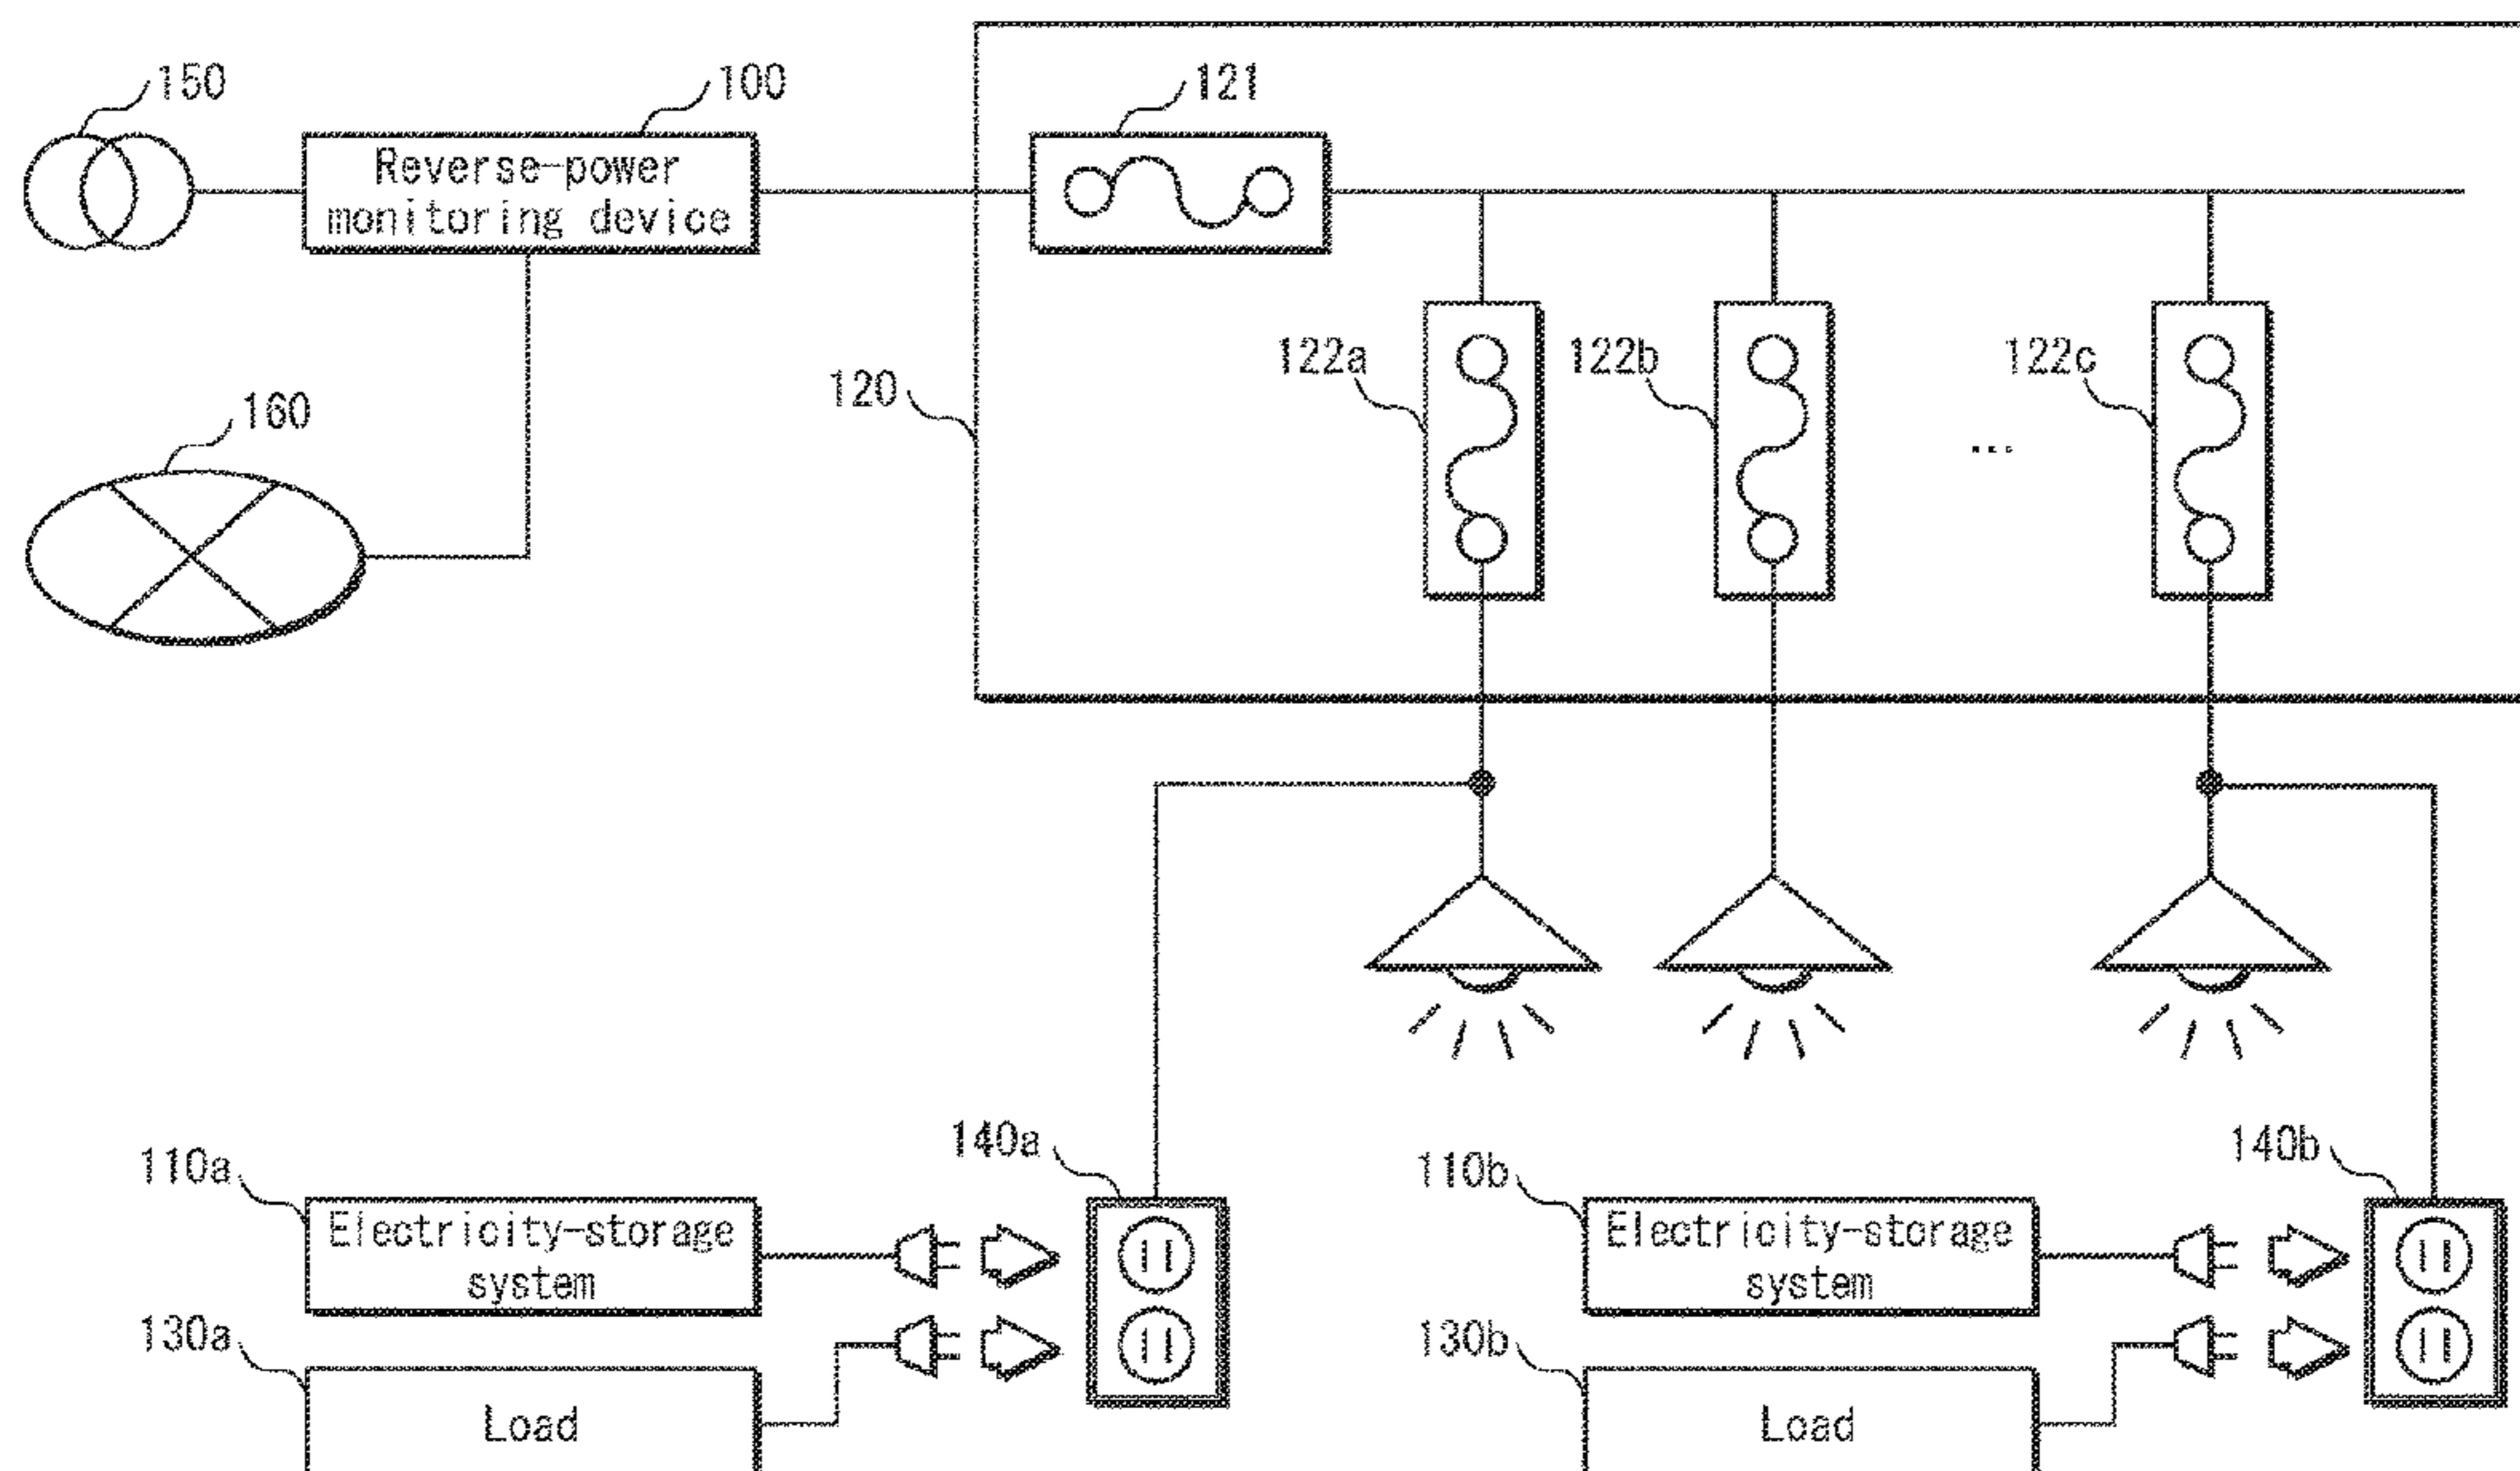 150
100
121
Reverse-power
monitoring device
122a
122b
122c
120
160
...
140a
140b
110a
110b
Electricity-storage
system
Electricity-storage
system
130a
130b
Load
Load